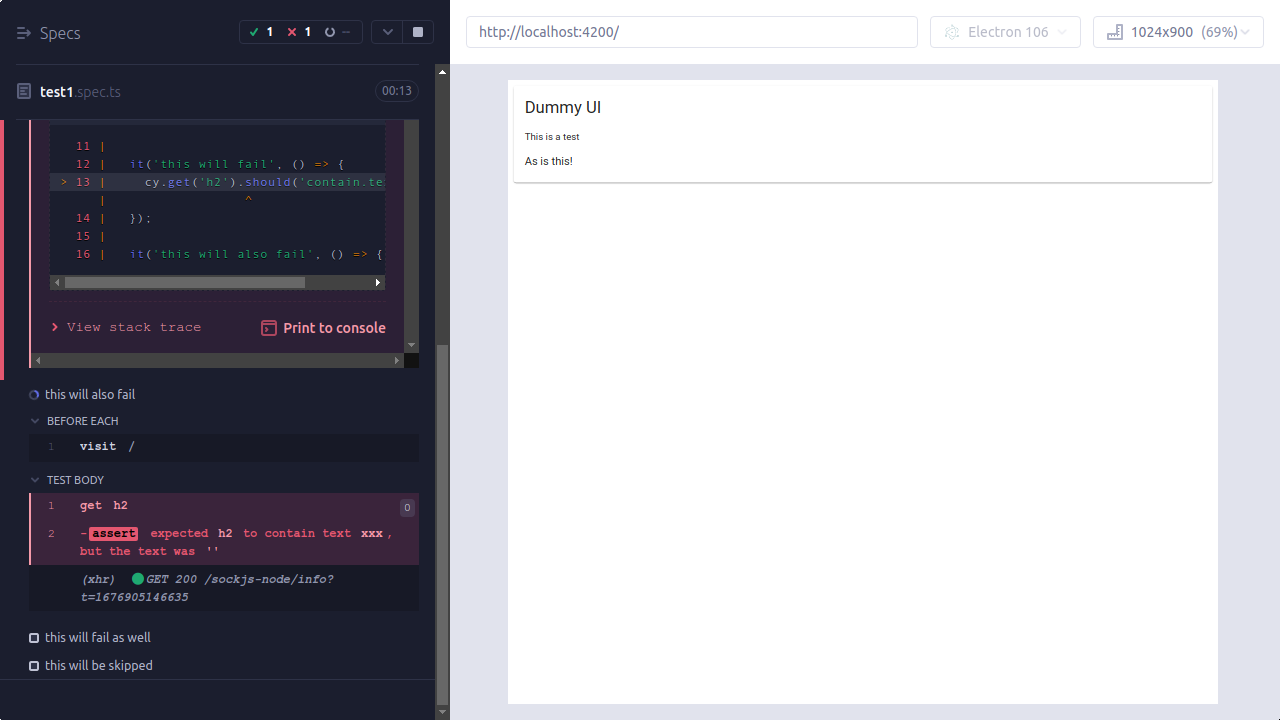 Specs
1
1
--
test1.spec.ts
00:13
11 |
12 |   it('this will fail', () => {
> 13 |     cy.get('h2').should('contain.te
|                   ^
14 |   });
15 |
16 |   it('this will also fail', () => {
View stack trace
Print to console
this will also fail
BEFORE EACH
1 visit /
TEST BODY
1 get h2 0
2 -assert expected h2 to contain text xxx,
but the text was ''
(xhr) GET 200 /sockjs-node/info?
t=1676905146635
this will fail as well
this will be skipped
http://localhost:4200/
Electron 106
1024x900 (69%)
Dummy UI
This is a test
As is this!